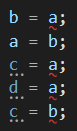 b = a;
a = b;
c = a;
d = a;
c = b;